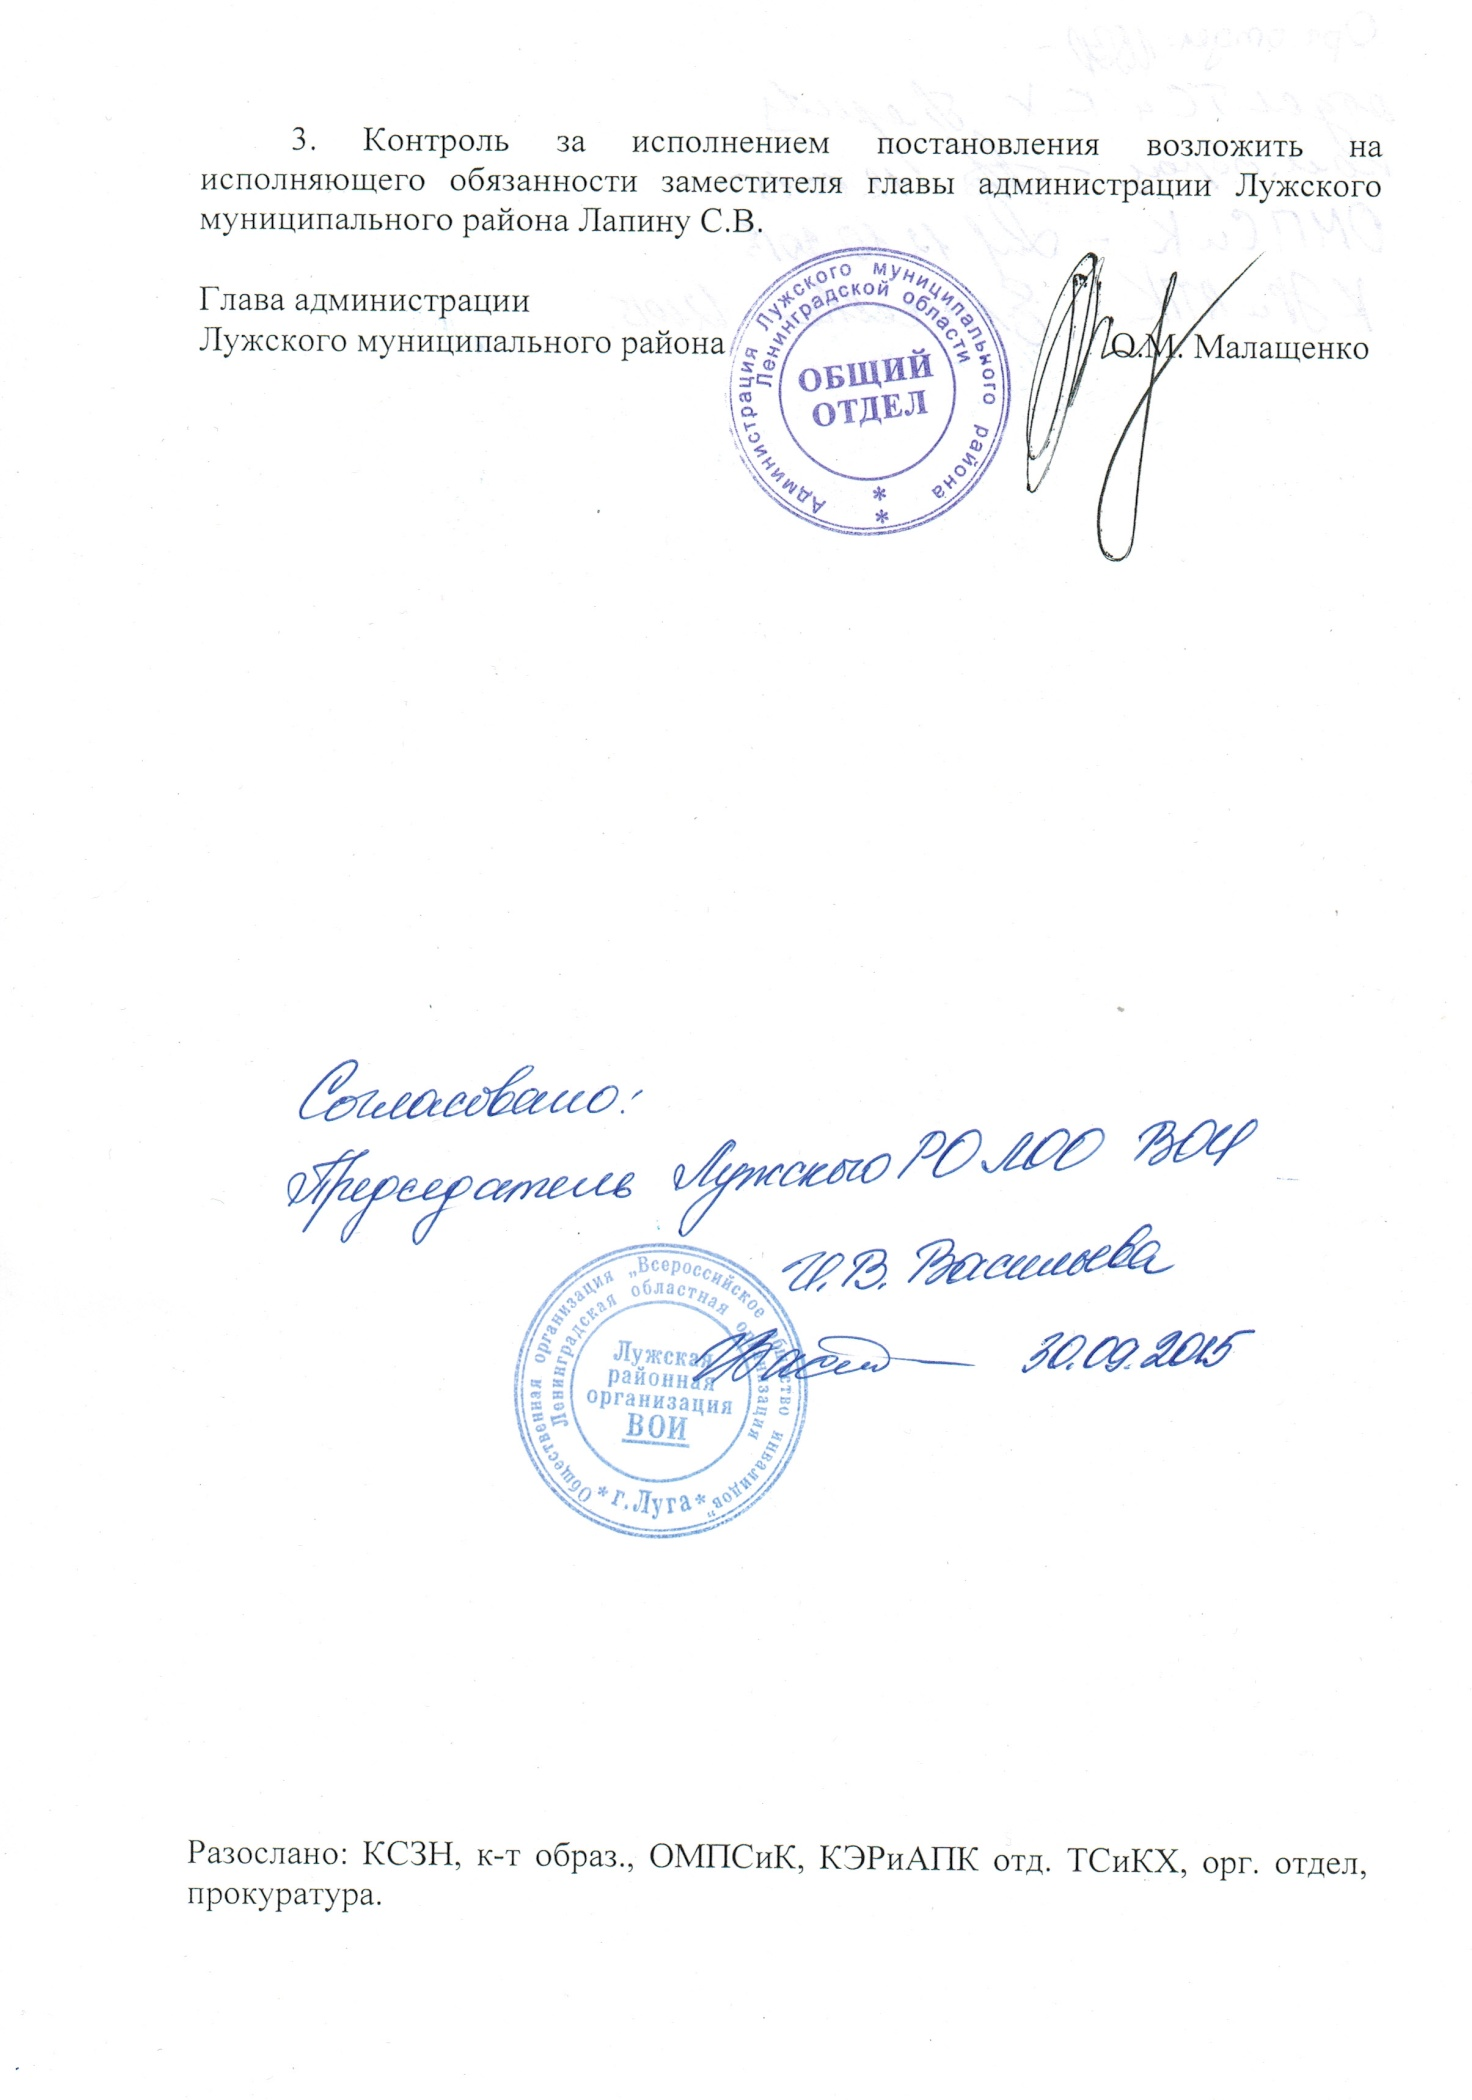 3. Контроль за исполнением постановления возложить на
исполняющего обязанности заместителя главы администрации Лужского
муниципального района Лапину С.В.
Глава администрации
Лужского муниципального района
О.М. Малащенко
Администрация Лужского муниципального района
Ленинградской области
ОБЩИЙ
ОТДЕЛ
**
Согласовано:
Председатель Лужского РО ЛОО ВОИ
И.В. Васильева
30.09.2015
Общественная организация „Всероссийское общество инвалидов"
Ленинградская областная организация
Лужская
районная
организация
ВОИ
*г.Луга*
Разослано: КСЗН, к-т образ., ОМПСиК, КЭРиАПК отд. ТСиКХ, орг. отдел,
прокуратура.